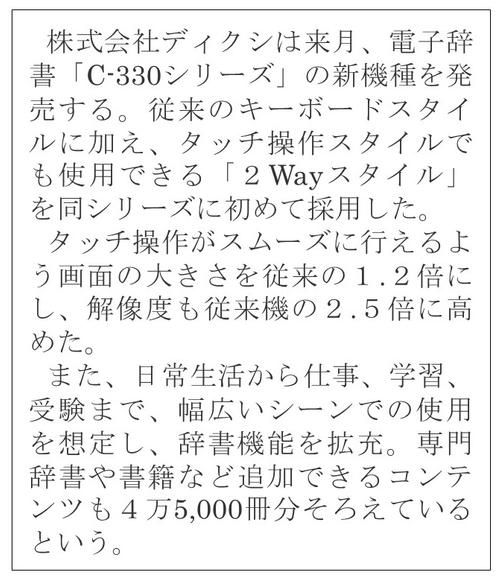 株式会社ディクシは来月、電子辞
書「C-330シリーズ」の新機種を発
売する。従来のキーボードスタイ
ルに加え、タッチ操作スタイルで
も使用できる「２Wayスタイル」
を同シリーズに初めて採用した。
タッチ操作がスムーズに行えるよ
う画面の大きさを従来の１.２倍に
し、解像度も従来機の２.５倍に高
めた。
また、日常生活から仕事、学習、
受験まで、幅広いシーンでの使用
を想定し、辞書機能を拡充。専門
辞書や書籍など追加できるコンテ
ンツも４万5,000冊分そろえている
という。